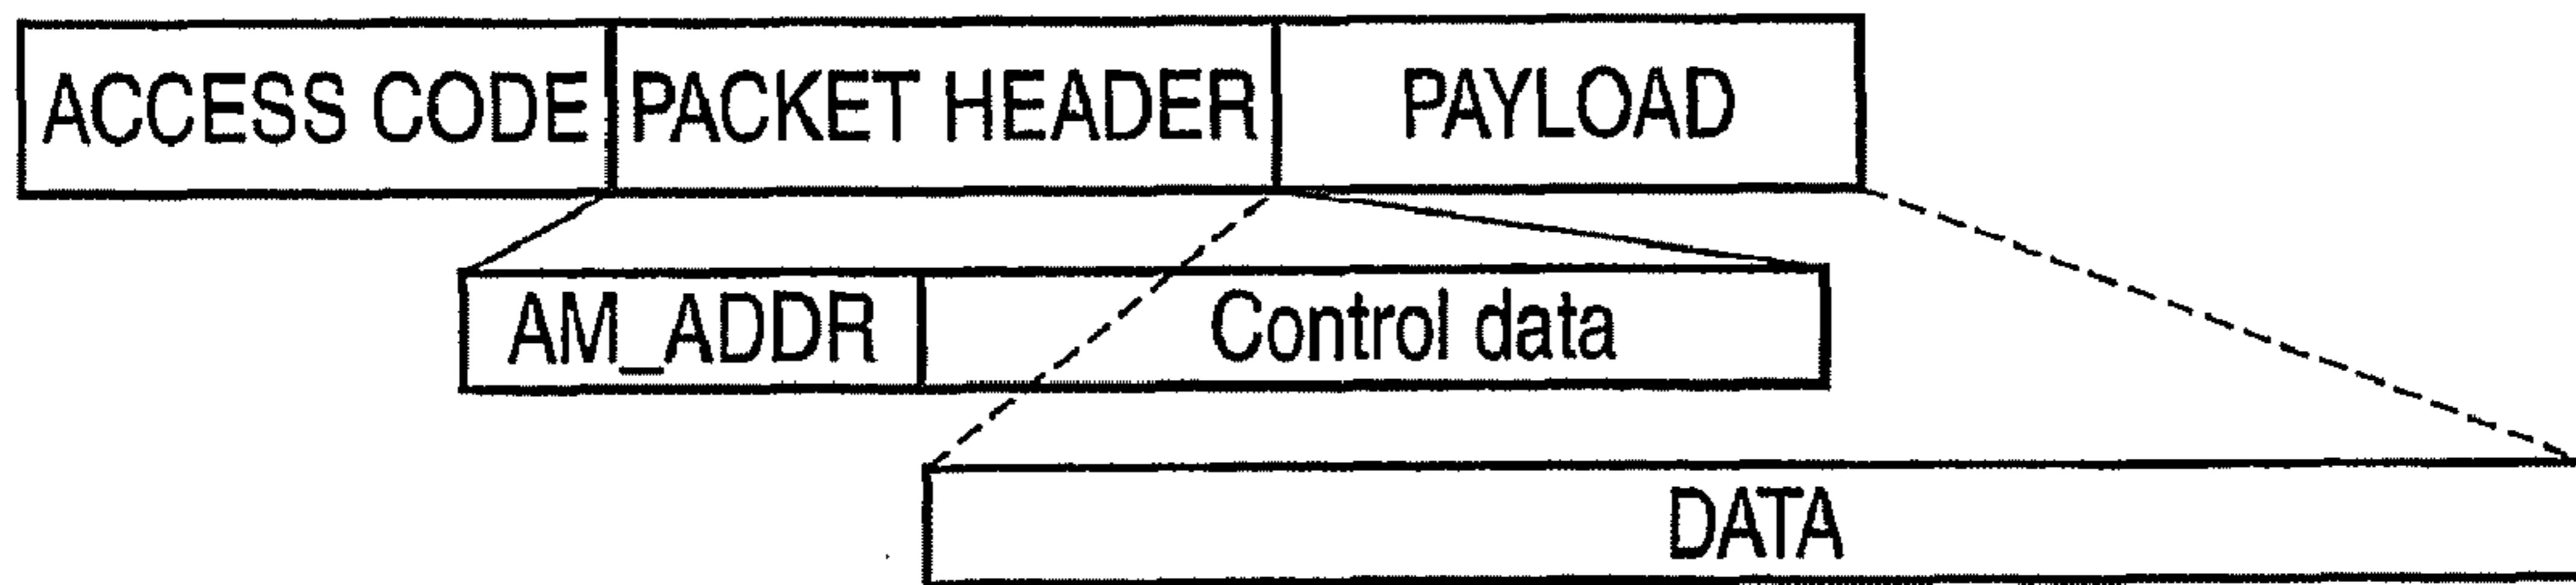 ACCESS CODE PACKET HEADER PAYLOAD
AM_ADDR Control data
DATA